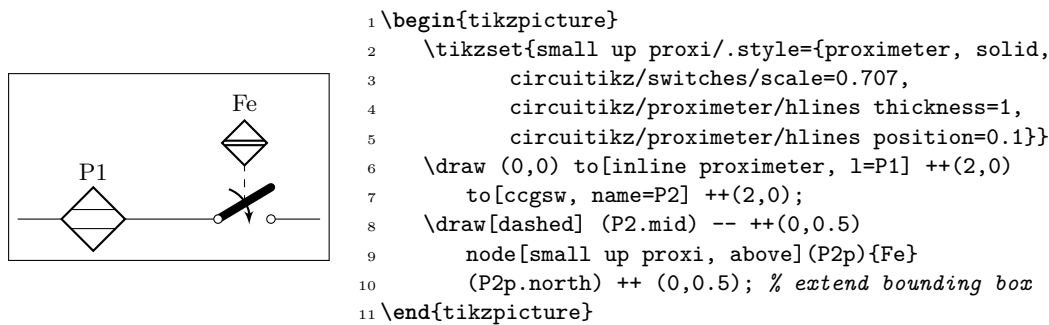 Fe
P1
1 \begin{tikzpicture}
2     \tikzset{small up proxi/.style={proximeter, solid,
3             circuitikz/switches/scale=0.707,
4             circuitikz/proximeter/hlines thickness=1,
5             circuitikz/proximeter/hlines position=0.1}}
6     \draw (0,0) to[inline proximeter, l=P1] ++(2,0)
7         to[ccgsw, name=P2] ++(2,0);
8     \draw[dashed] (P2.mid) -- ++(0,0.5)
9         node[small up proxi, above](P2p){Fe}
10         (P2p.north) ++ (0,0.5); % extend bounding box
11 \end{tikzpicture}